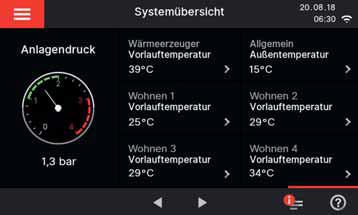 Systemübersicht
20.08.18
06:30
Anlagendruck
0
1
2
3
4
1,3 bar
Wärmeerzeuger
Vorlauftemperatur
39°C
Allgemein
Außentemperatur
15°C
Wohnen 1
Vorlauftemperatur
25°C
Wohnen 2
Vorlauftemperatur
29°C
Wohnen 3
Vorlauftemperatur
29°C
Wohnen 4
Vorlauftemperatur
34°C